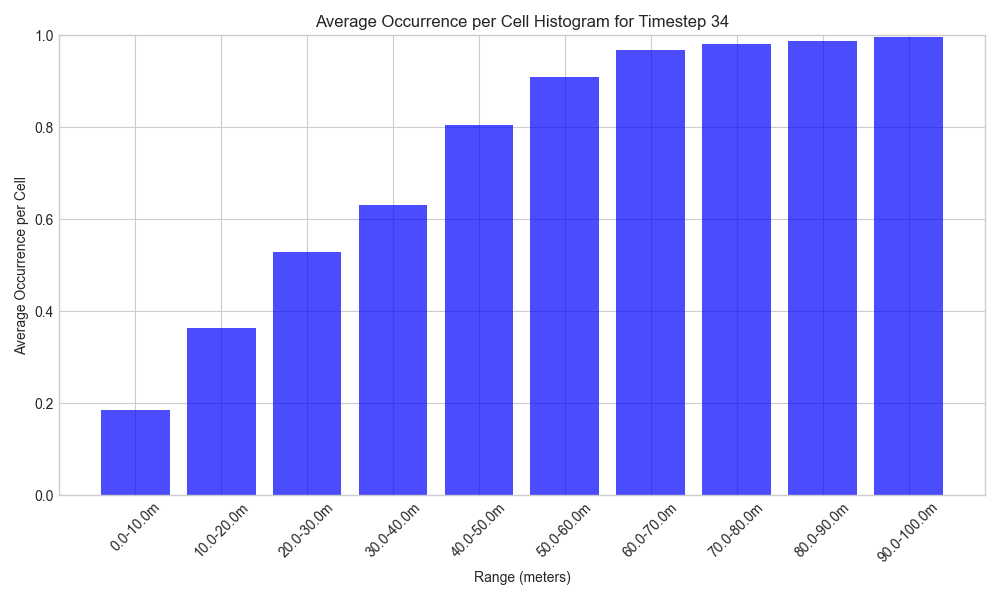 Average Occurrence per Cell Histogram for Timestep 34
Average Occurrence per Cell
1.0
0.8
0.6
0.4
0.2
0.0
0.0-10.0m
10.0-20.0m
20.0-30.0m
30.0-40.0m
40.0-50.0m
50.0-60.0m
60.0-70.0m
70.0-80.0m
80.0-90.0m
90.0-100.0m
Range (meters)